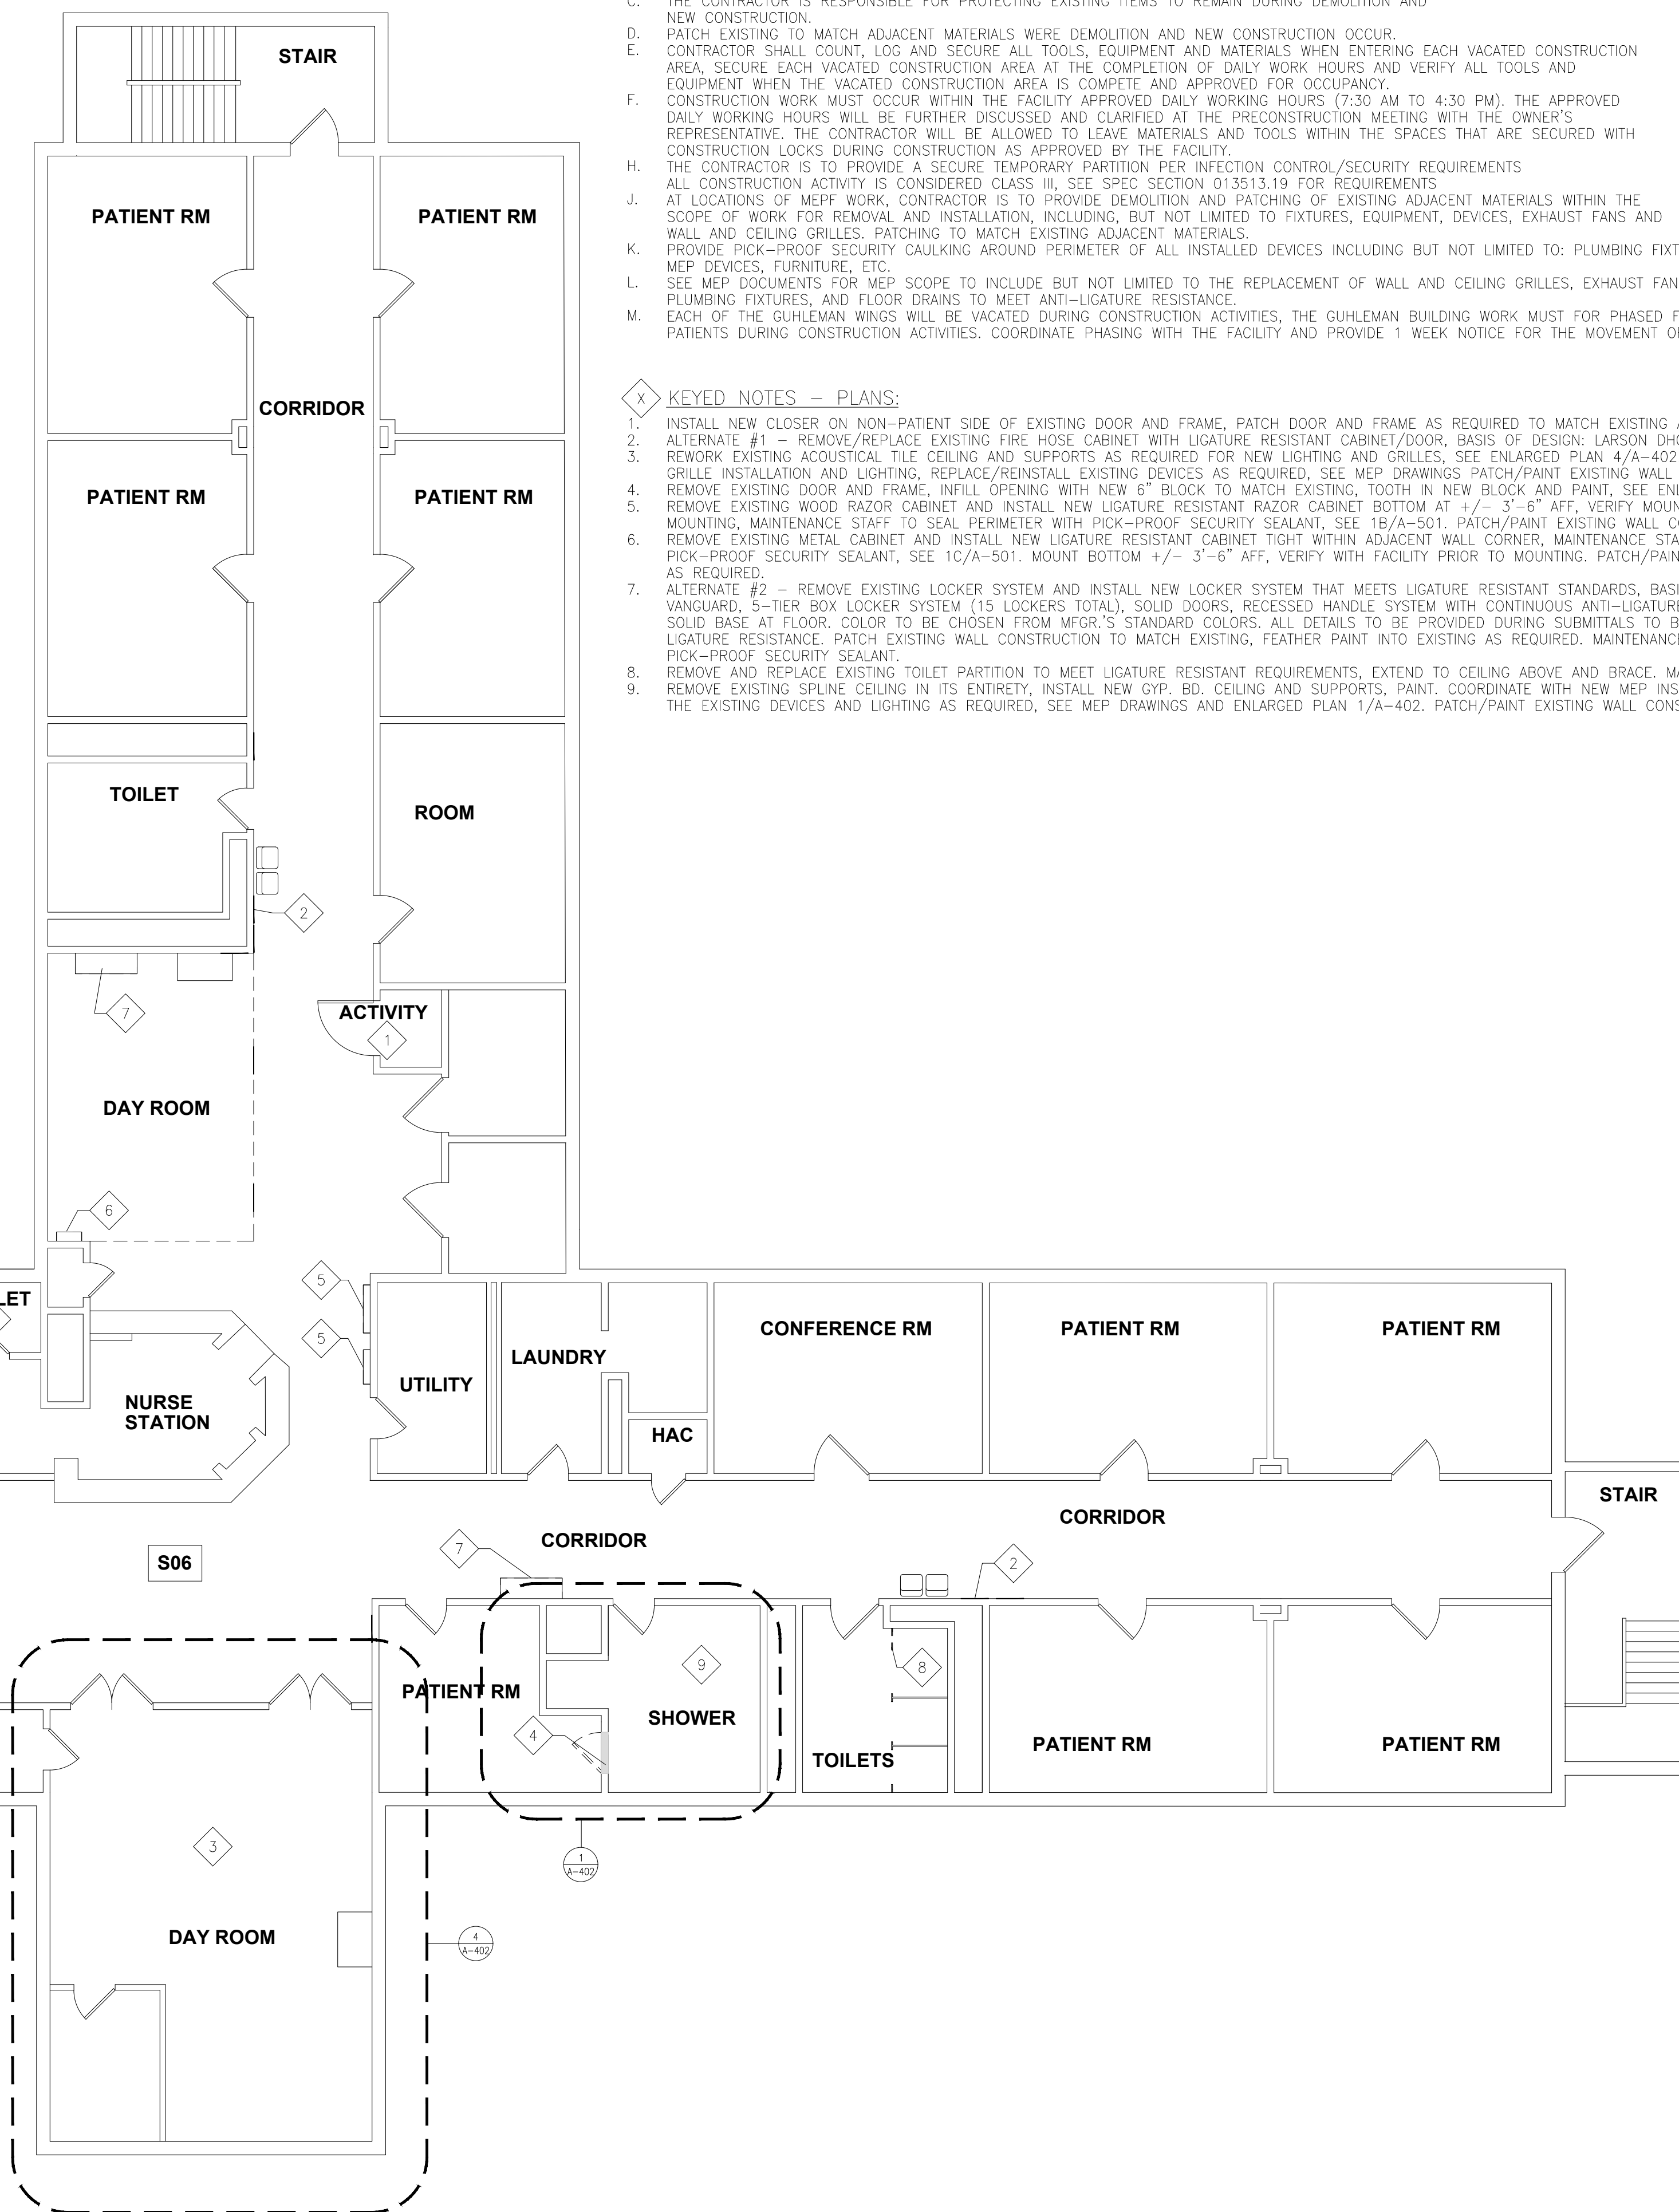 C. THE CONTRACTOR IS RESPONSIBLE FOR PROTECTING EXISTING ITEMS TO REMAIN DURING DEMOLITION AND
NEW CONSTRUCTION.
D. PATCH EXISTING TO MATCH ADJACENT MATERIALS WERE DEMOLITION AND NEW CONSTRUCTION OCCUR.
E. CONTRACTOR SHALL COUNT, LOG AND SECURE ALL TOOLS, EQUIPMENT AND MATERIALS WHEN ENTERING EACH VACATED CONSTRUCTION
AREA, SECURE EACH VACATED CONSTRUCTION AREA AT THE COMPLETION OF DAILY WORK HOURS AND VERIFY ALL TOOLS AND
EQUIPMENT WHEN THE VACATED CONSTRUCTION AREA IS COMPETE AND APPROVED FOR OCCUPANCY.
F. CONSTRUCTION WORK MUST OCCUR WITHIN THE FACILITY APPROVED DAILY WORKING HOURS (7:30 AM TO 4:30 PM). THE APPROVED
DAILY WORKING HOURS WILL BE FURTHER DISCUSSED AND CLARIFIED AT THE PRECONSTRUCTION MEETING WITH THE OWNER'S
REPRESENTATIVE. THE CONTRACTOR WILL BE ALLOWED TO LEAVE MATERIALS AND TOOLS WITHIN THE SPACES THAT ARE SECURED WITH
CONSTRUCTION LOCKS DURING CONSTRUCTION AS APPROVED BY THE FACILITY.
H. THE CONTRACTOR IS TO PROVIDE A SECURE TEMPORARY PARTITION PER INFECTION CONTROL/SECURITY REQUIREMENTS
ALL CONSTRUCTION ACTIVITY IS CONSIDERED CLASS III, SEE SPEC SECTION 013513.19 FOR REQUIREMENTS
J. AT LOCATIONS OF MEPF WORK, CONTRACTOR IS TO PROVIDE DEMOLITION AND PATCHING OF EXISTING ADJACENT MATERIALS WITHIN THE
SCOPE OF WORK FOR REMOVAL AND INSTALLATION, INCLUDING, BUT NOT LIMITED TO FIXTURES, EQUIPMENT, DEVICES, EXHAUST FANS AND
WALL AND CEILING GRILLES. PATCHING TO MATCH EXISTING ADJACENT MATERIALS.
K. PROVIDE PICK-PROOF SECURITY CAULKING AROUND PERIMETER OF ALL INSTALLED DEVICES INCLUDING BUT NOT LIMITED TO: PLUMBING FIXT
MEP DEVICES, FURNITURE, ETC.
L. SEE MEP DOCUMENTS FOR MEP SCOPE TO INCLUDE BUT NOT LIMITED TO THE REPLACEMENT OF WALL AND CEILING GRILLES, EXHAUST FAN
PLUMBING FIXTURES, AND FLOOR DRAINS TO MEET ANTI-LIGATURE RESISTANCE.
M. EACH OF THE GUHLEMAN WINGS WILL BE VACATED DURING CONSTRUCTION ACTIVITIES, THE GUHLEMAN BUILDING WORK MUST FOR PHASED F
PATIENTS DURING CONSTRUCTION ACTIVITIES. COORDINATE PHASING WITH THE FACILITY AND PROVIDE 1 WEEK NOTICE FOR THE MOVEMENT O
X KEYED NOTES - PLANS:
1. INSTALL NEW CLOSER ON NON-PATIENT SIDE OF EXISTING DOOR AND FRAME, PATCH DOOR AND FRAME AS REQUIRED TO MATCH EXISTING
2. ALTERNATE #1 - REMOVE/REPLACE EXISTING FIRE HOSE CABINET WITH LIGATURE RESISTANT CABINET/DOOR, BASIS OF DESIGN: LARSON
3. REWORK EXISTING ACOUSTICAL TILE CEILING AND SUPPORTS AS REQUIRED FOR NEW LIGHTING AND GRILLES, SEE ENLARGED PLAN 4/A-402
GRILLE INSTALLATION AND LIGHTING, REPLACE/REINSTALL EXISTING DEVICES AS REQUIRED, SEE MEP DRAWINGS PATCH/PAINT EXISTING WALL
4. REMOVE EXISTING DOOR AND FRAME, INFILL OPENING WITH NEW 6" BLOCK TO MATCH EXISTING, TOOTH IN NEW BLOCK AND PAINT, SEE ENL
5. REMOVE EXISTING WOOD RAZOR CABINET AND INSTALL NEW LIGATURE RESISTANT RAZOR CABINET BOTTOM AT +/- 3'-6" AFF, VERIFY MOUN
MOUNTING, MAINTENANCE STAFF TO SEAL PERIMETER WITH PICK-PROOF SECURITY SEALANT, SEE 1B/A-501. PATCH/PAINT EXISTING WALL C
6. REMOVE EXISTING METAL CABINET AND INSTALL NEW LIGATURE RESISTANT CABINET TIGHT WITHIN ADJACENT WALL CORNER, MAINTENANCE STA
PICK-PROOF SECURITY SEALANT, SEE 1C/A-501. MOUNT BOTTOM +/- 3'-6" AFF, VERIFY WITH FACILITY PRIOR TO MOUNTING. PATCH/PAIN
AS REQUIRED.
7. ALTERNATE #2 - REMOVE EXISTING LOCKER SYSTEM AND INSTALL NEW LOCKER SYSTEM THAT MEETS LIGATURE RESISTANT STANDARDS, BASI
VANGUARD, 5-TIER BOX LOCKER SYSTEM (15 LOCKERS TOTAL), SOLID DOORS, RECESSED HANDLE SYSTEM WITH CONTINUOUS ANTI-LIGATURE
SOLID BASE AT FLOOR. COLOR TO BE CHOSEN FROM MFGR.'S STANDARD COLORS. ALL DETAILS TO BE PROVIDED DURING SUBMITTALS TO B
LIGATURE RESISTANCE. PATCH EXISTING WALL CONSTRUCTION TO MATCH EXISTING, FEATHER PAINT INTO EXISTING AS REQUIRED. MAINTENANCE
PICK-PROOF SECURITY SEALANT.
8. REMOVE AND REPLACE EXISTING TOILET PARTITION TO MEET LIGATURE RESISTANT REQUIREMENTS, EXTEND TO CEILING ABOVE AND BRACE. MA
9. REMOVE EXISTING SPLINE CEILING IN ITS ENTIRETY, INSTALL NEW GYP. BD. CEILING AND SUPPORTS, PAINT. COORDINATE WITH NEW MEP INS
THE EXISTING DEVICES AND LIGHTING AS REQUIRED, SEE MEP DRAWINGS AND ENLARGED PLAN 1/A-402. PATCH/PAINT EXISTING WALL CONS
STAIR
PATIENT RM
PATIENT RM
CORRIDOR
PATIENT RM
PATIENT RM
TOILET
ROOM
2
7
ACTIVITY
1
DAY ROOM
6
5
LET
5
CONFERENCE RM
PATIENT RM
PATIENT RM
LAUNDRY
UTILITY
NURSE
STATION
HAC
STAIR
CORRIDOR
CORRIDOR
7
S06
2
9
8
PATIENT RM
SHOWER
4
TOILETS
PATIENT RM
PATIENT RM
3
1
A-402
DAY ROOM
4
A-402